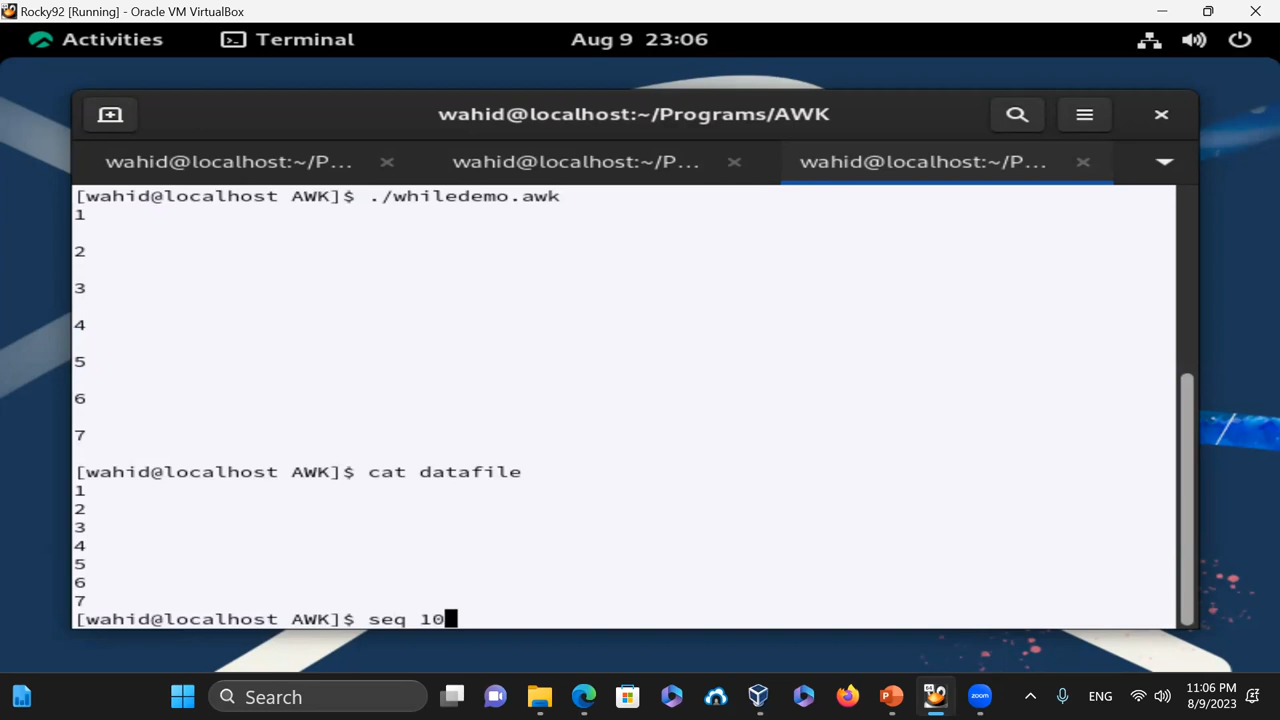 Rocky92 [Running] - Oracle VM VirtualBox
Activities Terminal Aug 9 23:06
wahid@localhost:~/Programs/AWK
wahid@localhost:~/P... wahid@localhost:~/P... wahid@localhost:~/P...
[wahid@localhost AWK]$ ./whiledemo.awk
1
2
3
4
5
6
7
[wahid@localhost AWK]$ cat datafile
1
2
3
4
5
6
7
[wahid@localhost AWK]$ seq 10
Search zoom ENG 11:06 PM
8/9/2023